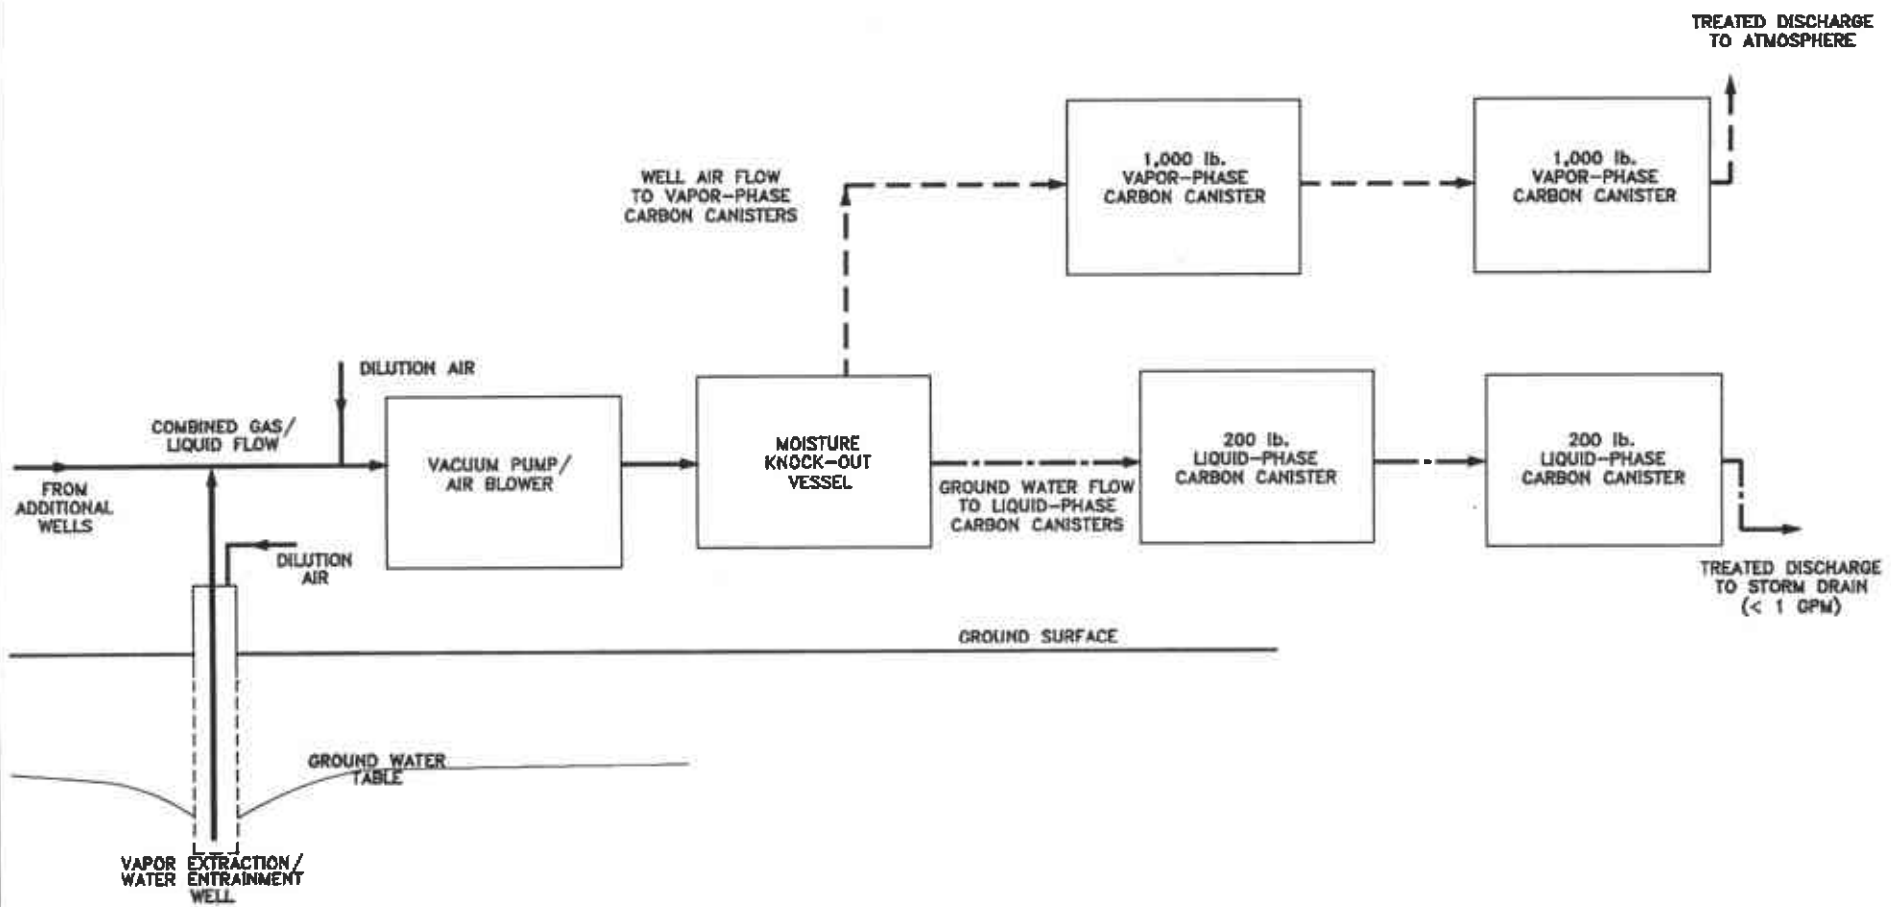 TREATED DISCHARGE
TO ATMOSPHERE
WELL AIR FLOW
TO VAPOR-PHASE
CARBON CANISTERS
1,000 lb.
VAPOR-PHASE
CARBON CANISTER
1,000 lb.
VAPOR-PHASE
CARBON CANISTER
DILUTION AIR
COMBINED GAS/
LIQUID FLOW
FROM
ADDITIONAL
WELLS
VACUUM PUMP/
AIR BLOWER
MOISTURE
KNOCK-OUT
VESSEL
GROUND WATER FLOW
TO LIQUID-PHASE
CARBON CANISTERS
200 lb.
LIQUID-PHASE
CARBON CANISTER
200 lb.
LIQUID-PHASE
CARBON CANISTER
DILUTION
AIR
TREATED DISCHARGE
TO STORM DRAIN
(< 1 GPM)
GROUND SURFACE
GROUND WATER
TABLE
VAPOR EXTRACTION/
WATER ENTRAINMENT
WELL